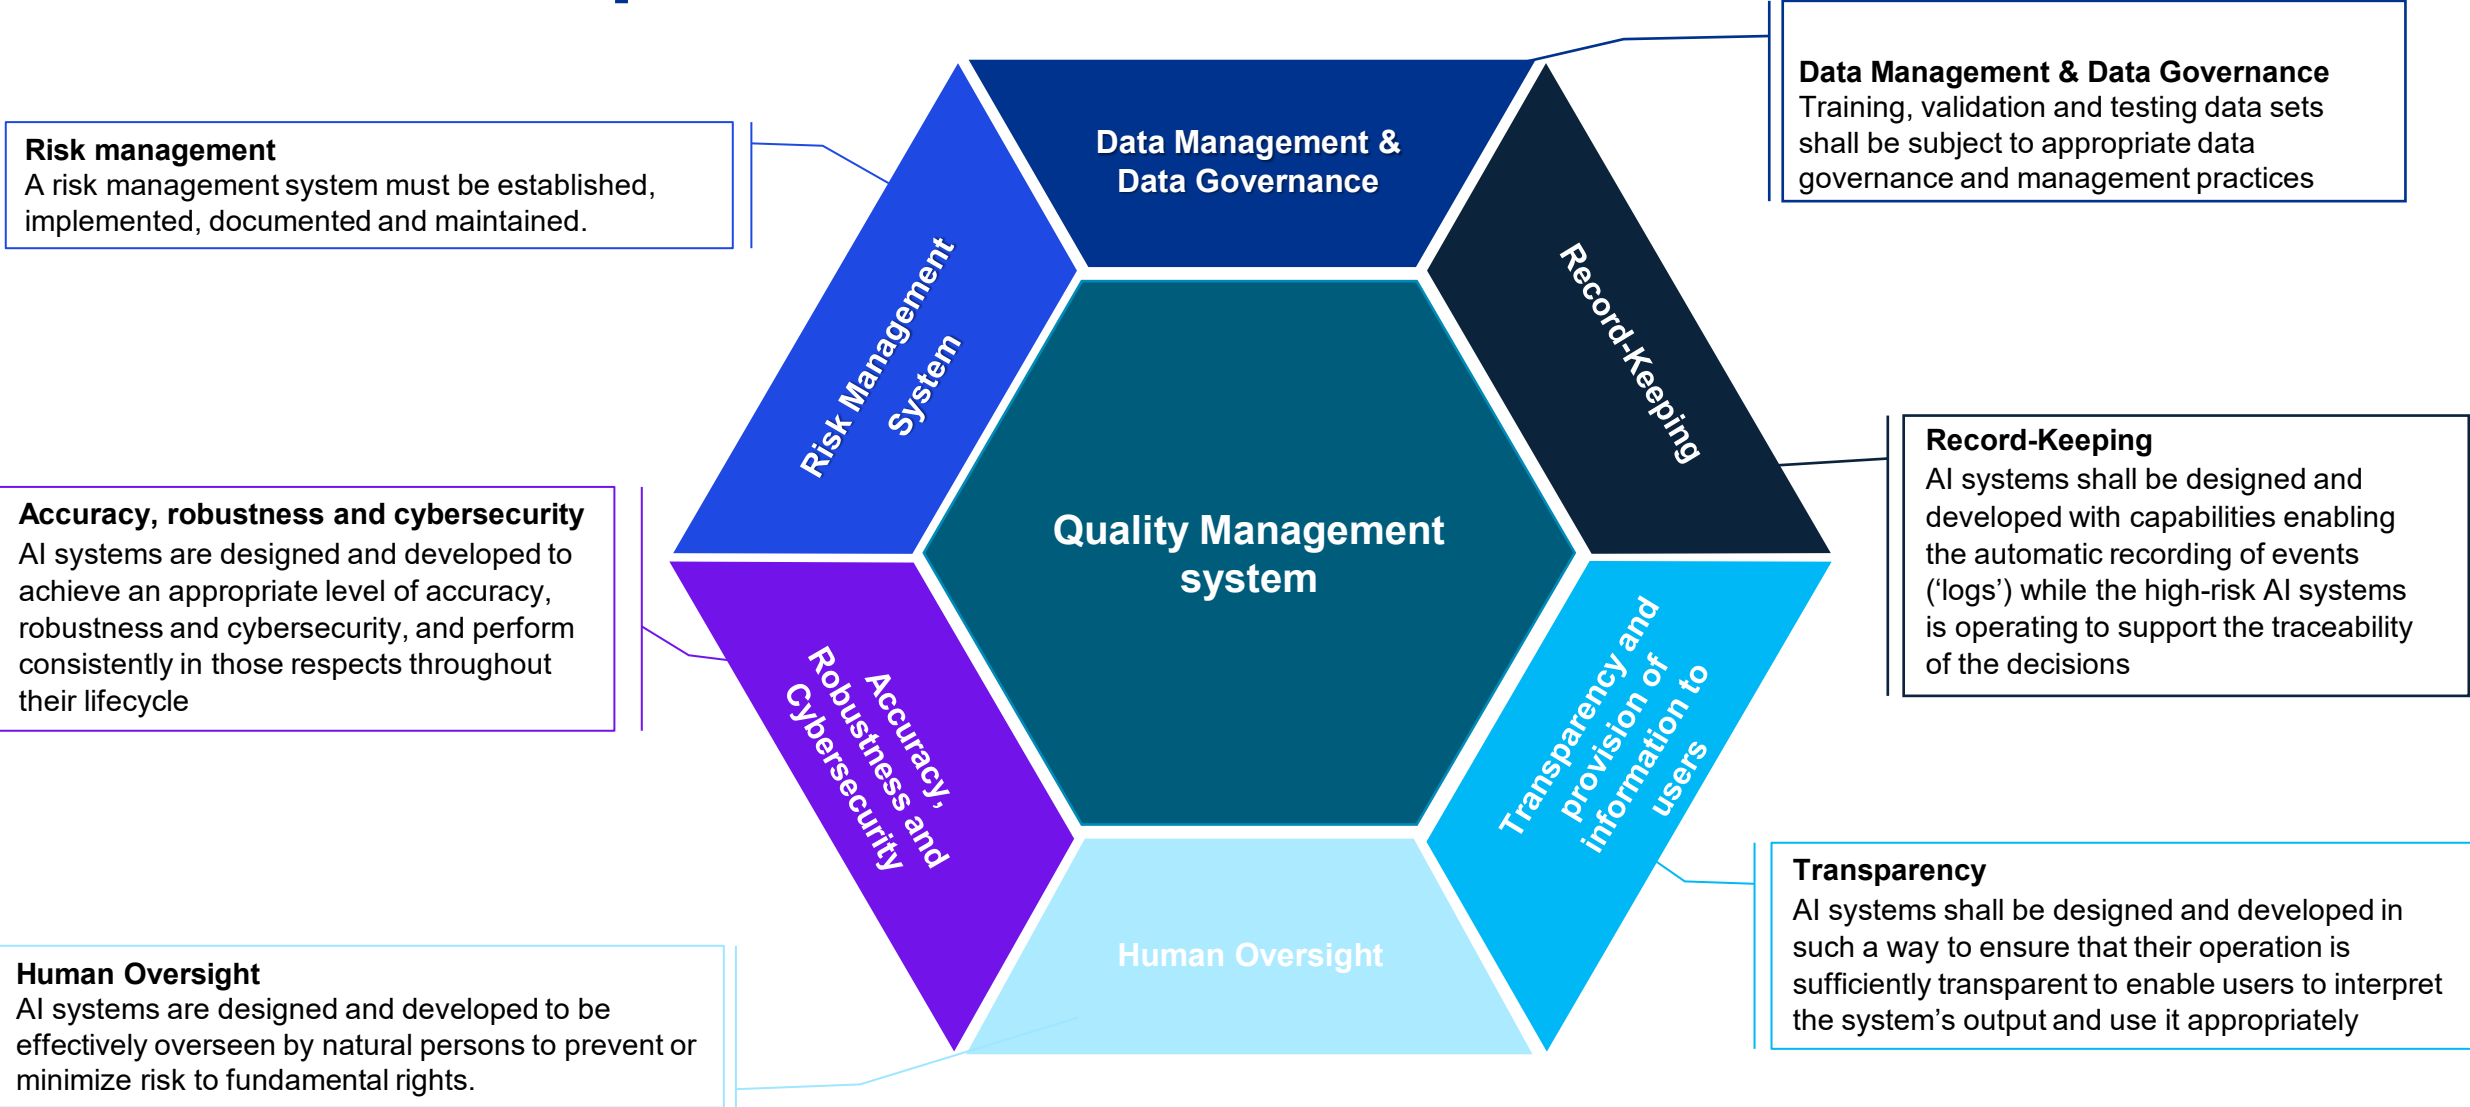 Data Management & Data Governance
Training, validation and testing data sets
shall be subject to appropriate data
governance and management practices
Risk management
A risk management system must be established,
implemented, documented and maintained.
Data Management &
Data Governance
Record-Keeping
Risk Management
System
Quality Management
system
Record-Keeping
AI systems shall be designed and
developed with capabilities enabling
the automatic recording of events
(‘logs’) while the high-risk AI systems
is operating to support the traceability
of the decisions
Accuracy, robustness and cybersecurity
AI systems are designed and developed to
achieve an appropriate level of accuracy,
robustness and cybersecurity, and perform
consistently in those respects throughout
their lifecycle
Accuracy,
Robustness and
Cybersecurity
Transparency and
provision of
information to
users
Transparency
AI systems shall be designed and developed in
such a way to ensure that their operation is
sufficiently transparent to enable users to interpret
the system’s output and use it appropriately
Human Oversight
Human Oversight
AI systems are designed and developed to be
effectively overseen by natural persons to prevent or
minimize risk to fundamental rights.